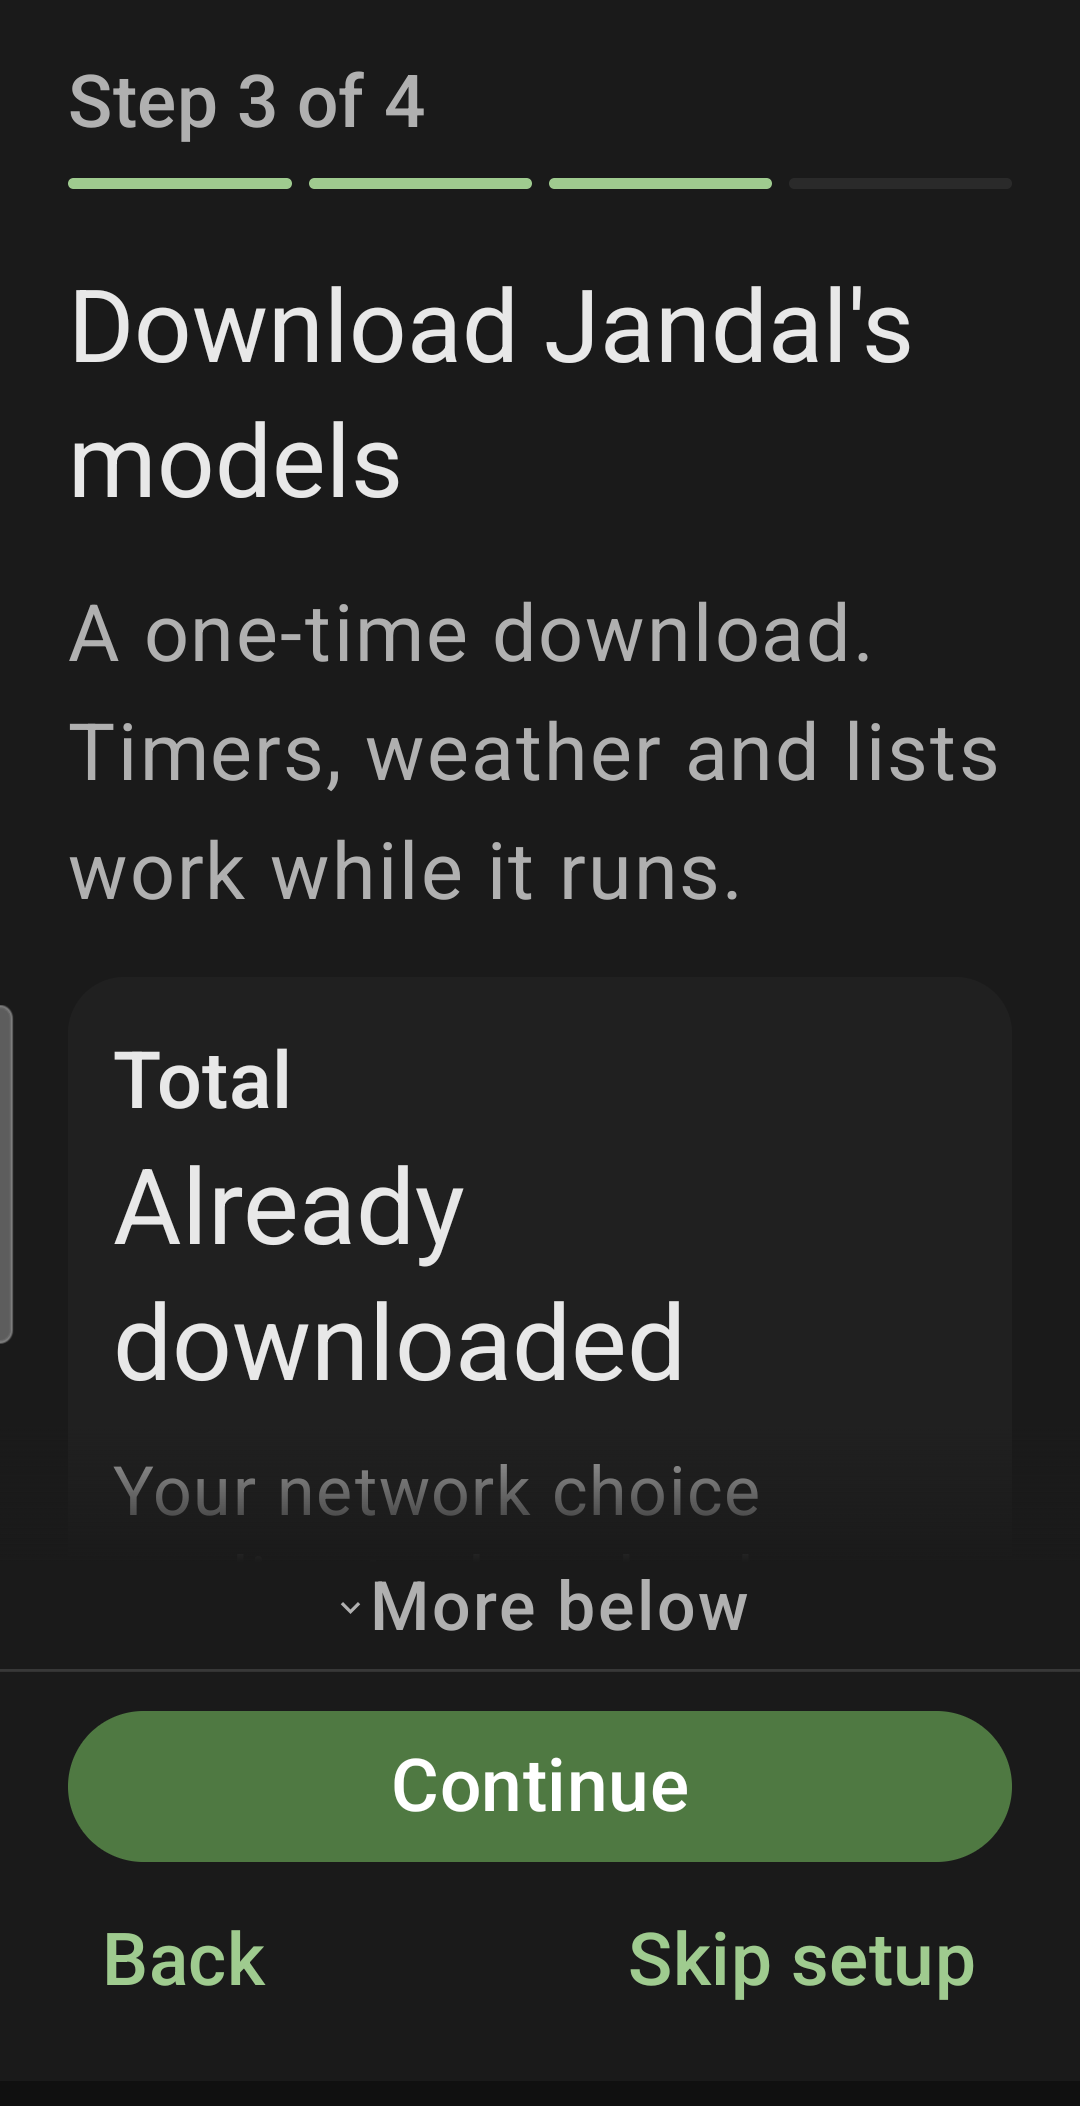 Step 3 of 4
Download Jandal's
models
A one-time download.
Timers, weather and lists
work while it runs.
Total
Already
downloaded
Your network choice
More below
Continue
Back
Skip setup